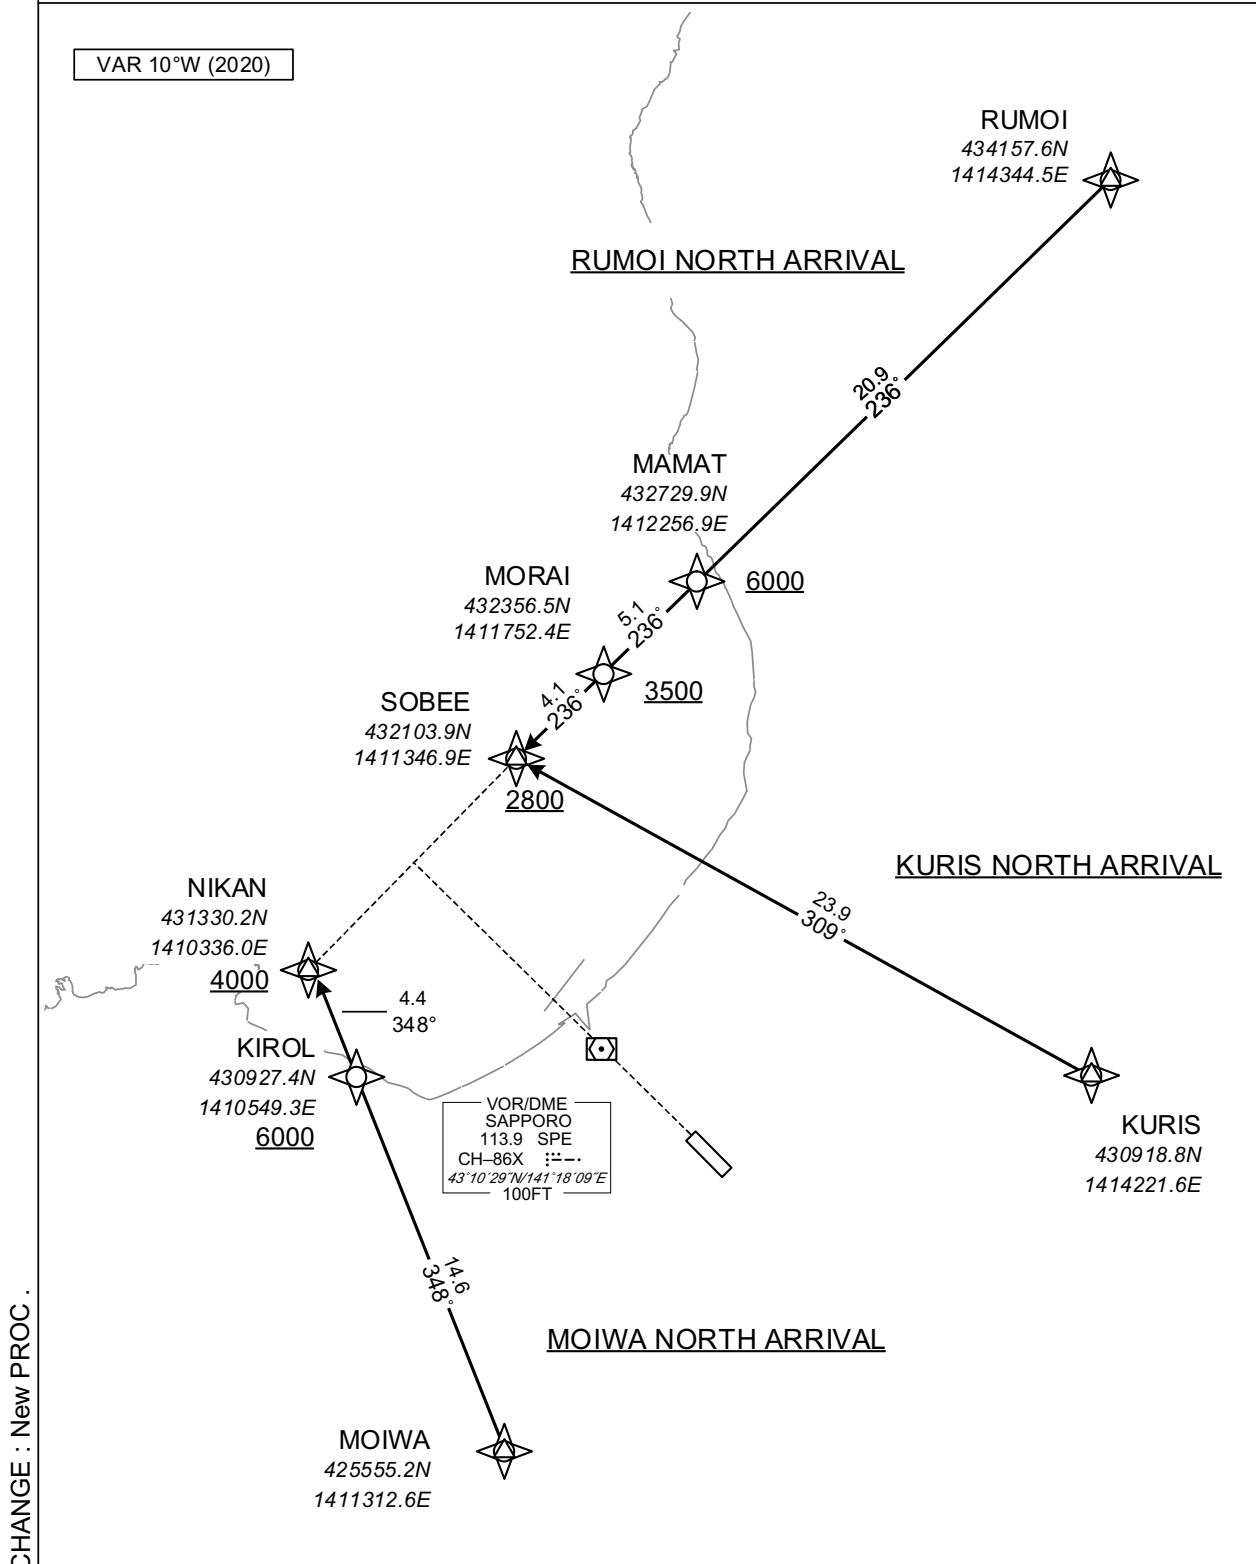 VAR 10°W (2020)
RUMOI
434157.6N
1414344.5E
RUMOI NORTH ARRIVAL
20.9
236°
MAMAT
432729.9N
1412256.9E
6000
5.1
236°
MORAI
432356.5N
1411752.4E
3500
4.1
236°
SOBEE
432103.9N
1411346.9E
2800
KURIS NORTH ARRIVAL
23.9
309°
NIKAN
431330.2N
1410336.0E
4000
4.4
348°
KIROL
430927.4N
1410549.3E
6000
VOR/DME
SAPPORO
113.9 SPE
CH–86X
43°10′29″N/141°18′09″E
100FT
KURIS
430918.8N
1414221.6E
14.6
348°
MOIWA NORTH ARRIVAL
MOIWA
425555.2N
1411312.6E
CHANGE : New PROC .